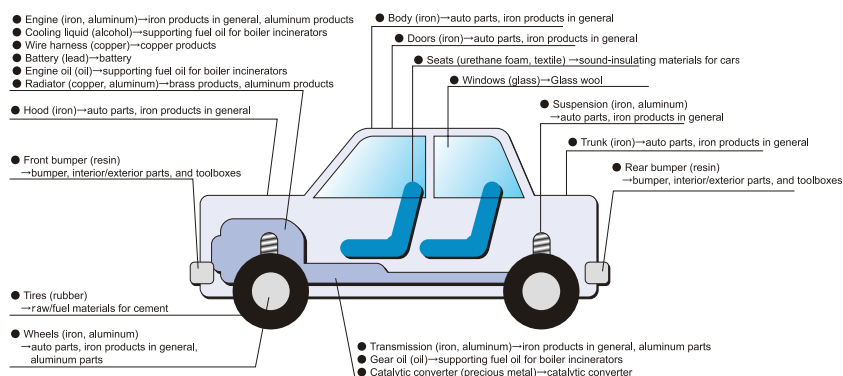 ● Engine (iron, aluminum)→iron products in general, aluminum products
● Cooling liquid (alcohol)→supporting fuel oil for boiler incinerators
● Wire harness (copper)→copper products
● Battery (lead)→battery
● Engine oil (oil)→supporting fuel oil for boiler incinerators
● Radiator (copper, aluminum)→brass products, aluminum products
● Hood (iron)→auto parts, iron products in general
● Front bumper (resin)
→bumper, interior/exterior parts, and toolboxes
● Body (iron)→auto parts, iron products in general
● Doors (iron)→auto parts, iron products in general
● Seats (urethane foam, textile) →sound-insulating materials for cars
● Windows (glass)→Glass wool
● Suspension (iron, aluminum)
→auto parts, iron products in general
● Trunk (iron)→auto parts, iron products in general
● Rear bumper (resin)
→bumper, interior/exterior parts, and toolboxes
● Tires (rubber)
→raw/fuel materials for cement
● Wheels (iron, aluminum)
→auto parts, iron products in general,
aluminum parts
● Transmission (iron, aluminum)→iron products in general, aluminum parts
● Gear oil (oil)→supporting fuel oil for boiler incinerators
● Catalytic converter (precious metal)→catalytic converter